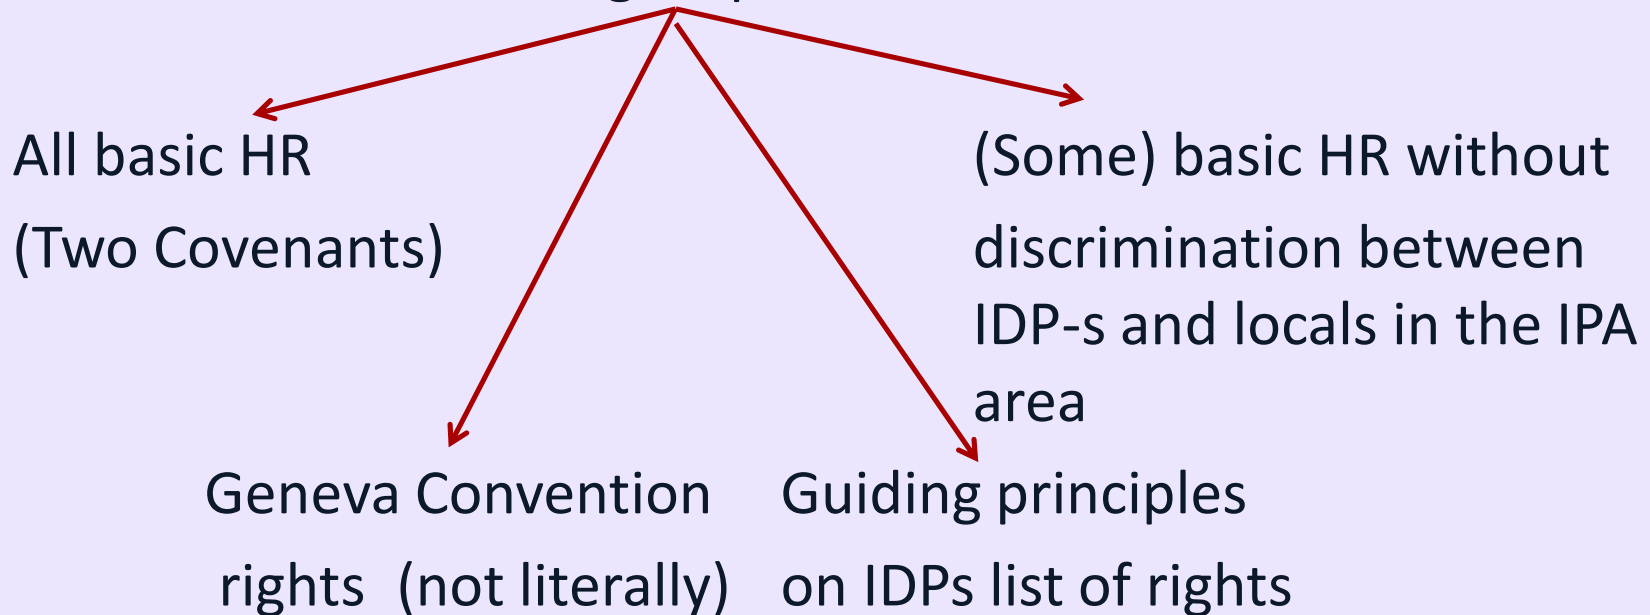 All basic HR
(Two Covenants)
(Some) basic HR without
discrimination between
IDP-s and locals in the IPA
area
Geneva Convention
rights (not literally)
Guiding principles
on IDPs list of rights